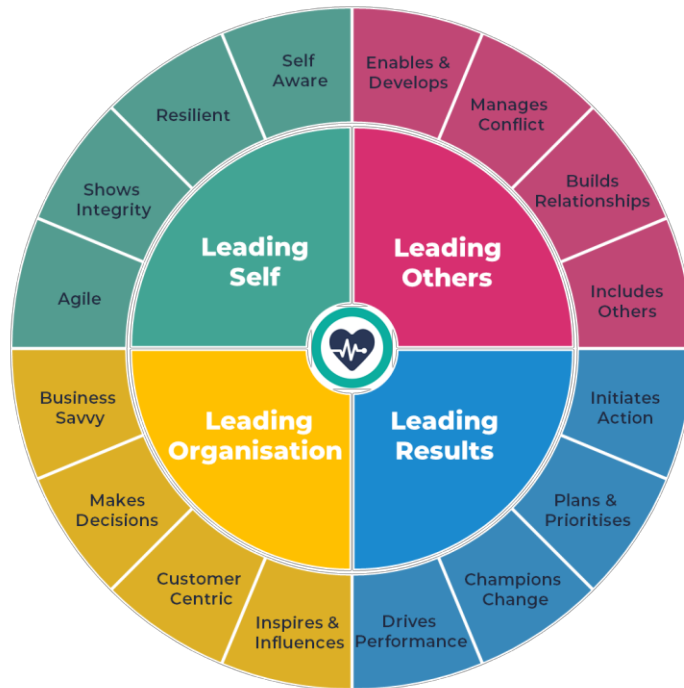 Self
Aware
Enables &
Develops
Resilient
Manages
Conflict
Shows
Integrity
Builds
Relationships
Agile
Includes
Others
Leading
Self
Leading
Others
Leading
Organisation
Leading
Results
Business
Savvy
Initiates
Action
Makes
Decisions
Plans &
Prioritises
Customer
Centric
Champions
Change
Inspires &
Influences
Drives
Performance